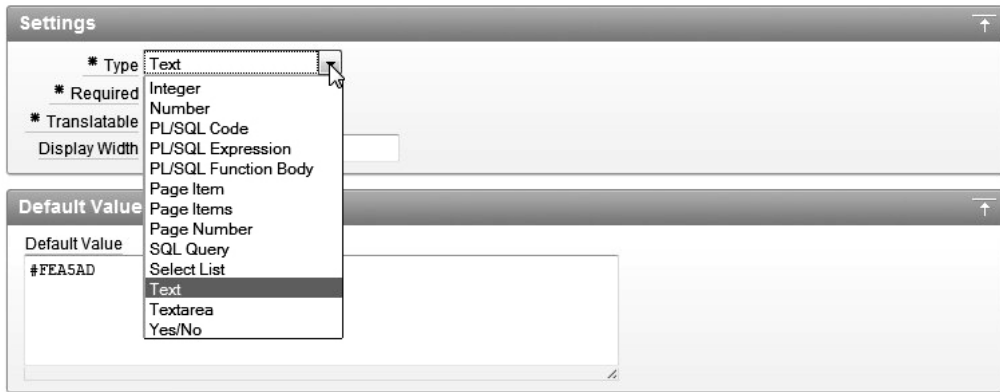 Settings
* Type Text
* Required
* Translatable
Display Width
Integer
Number
PL/SQL Code
PL/SQL Expression
PL/SQL Function Body
Page Item
Page Items
Page Number
SQL Query
Select List
Text
Textarea
Yes/No
Default Value
Default Value
#FEA5AD